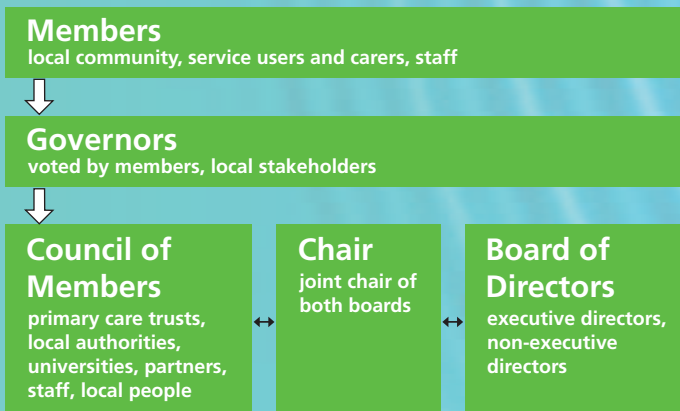 Members
local community, service users and carers, staff
Governors
voted by members, local stakeholders
Council of
Members
primary care trusts,
local authorities,
universities, partners,
staff, local people
Chair
joint chair of
both boards
Board of
Directors
executive directors,
non-executive
directors